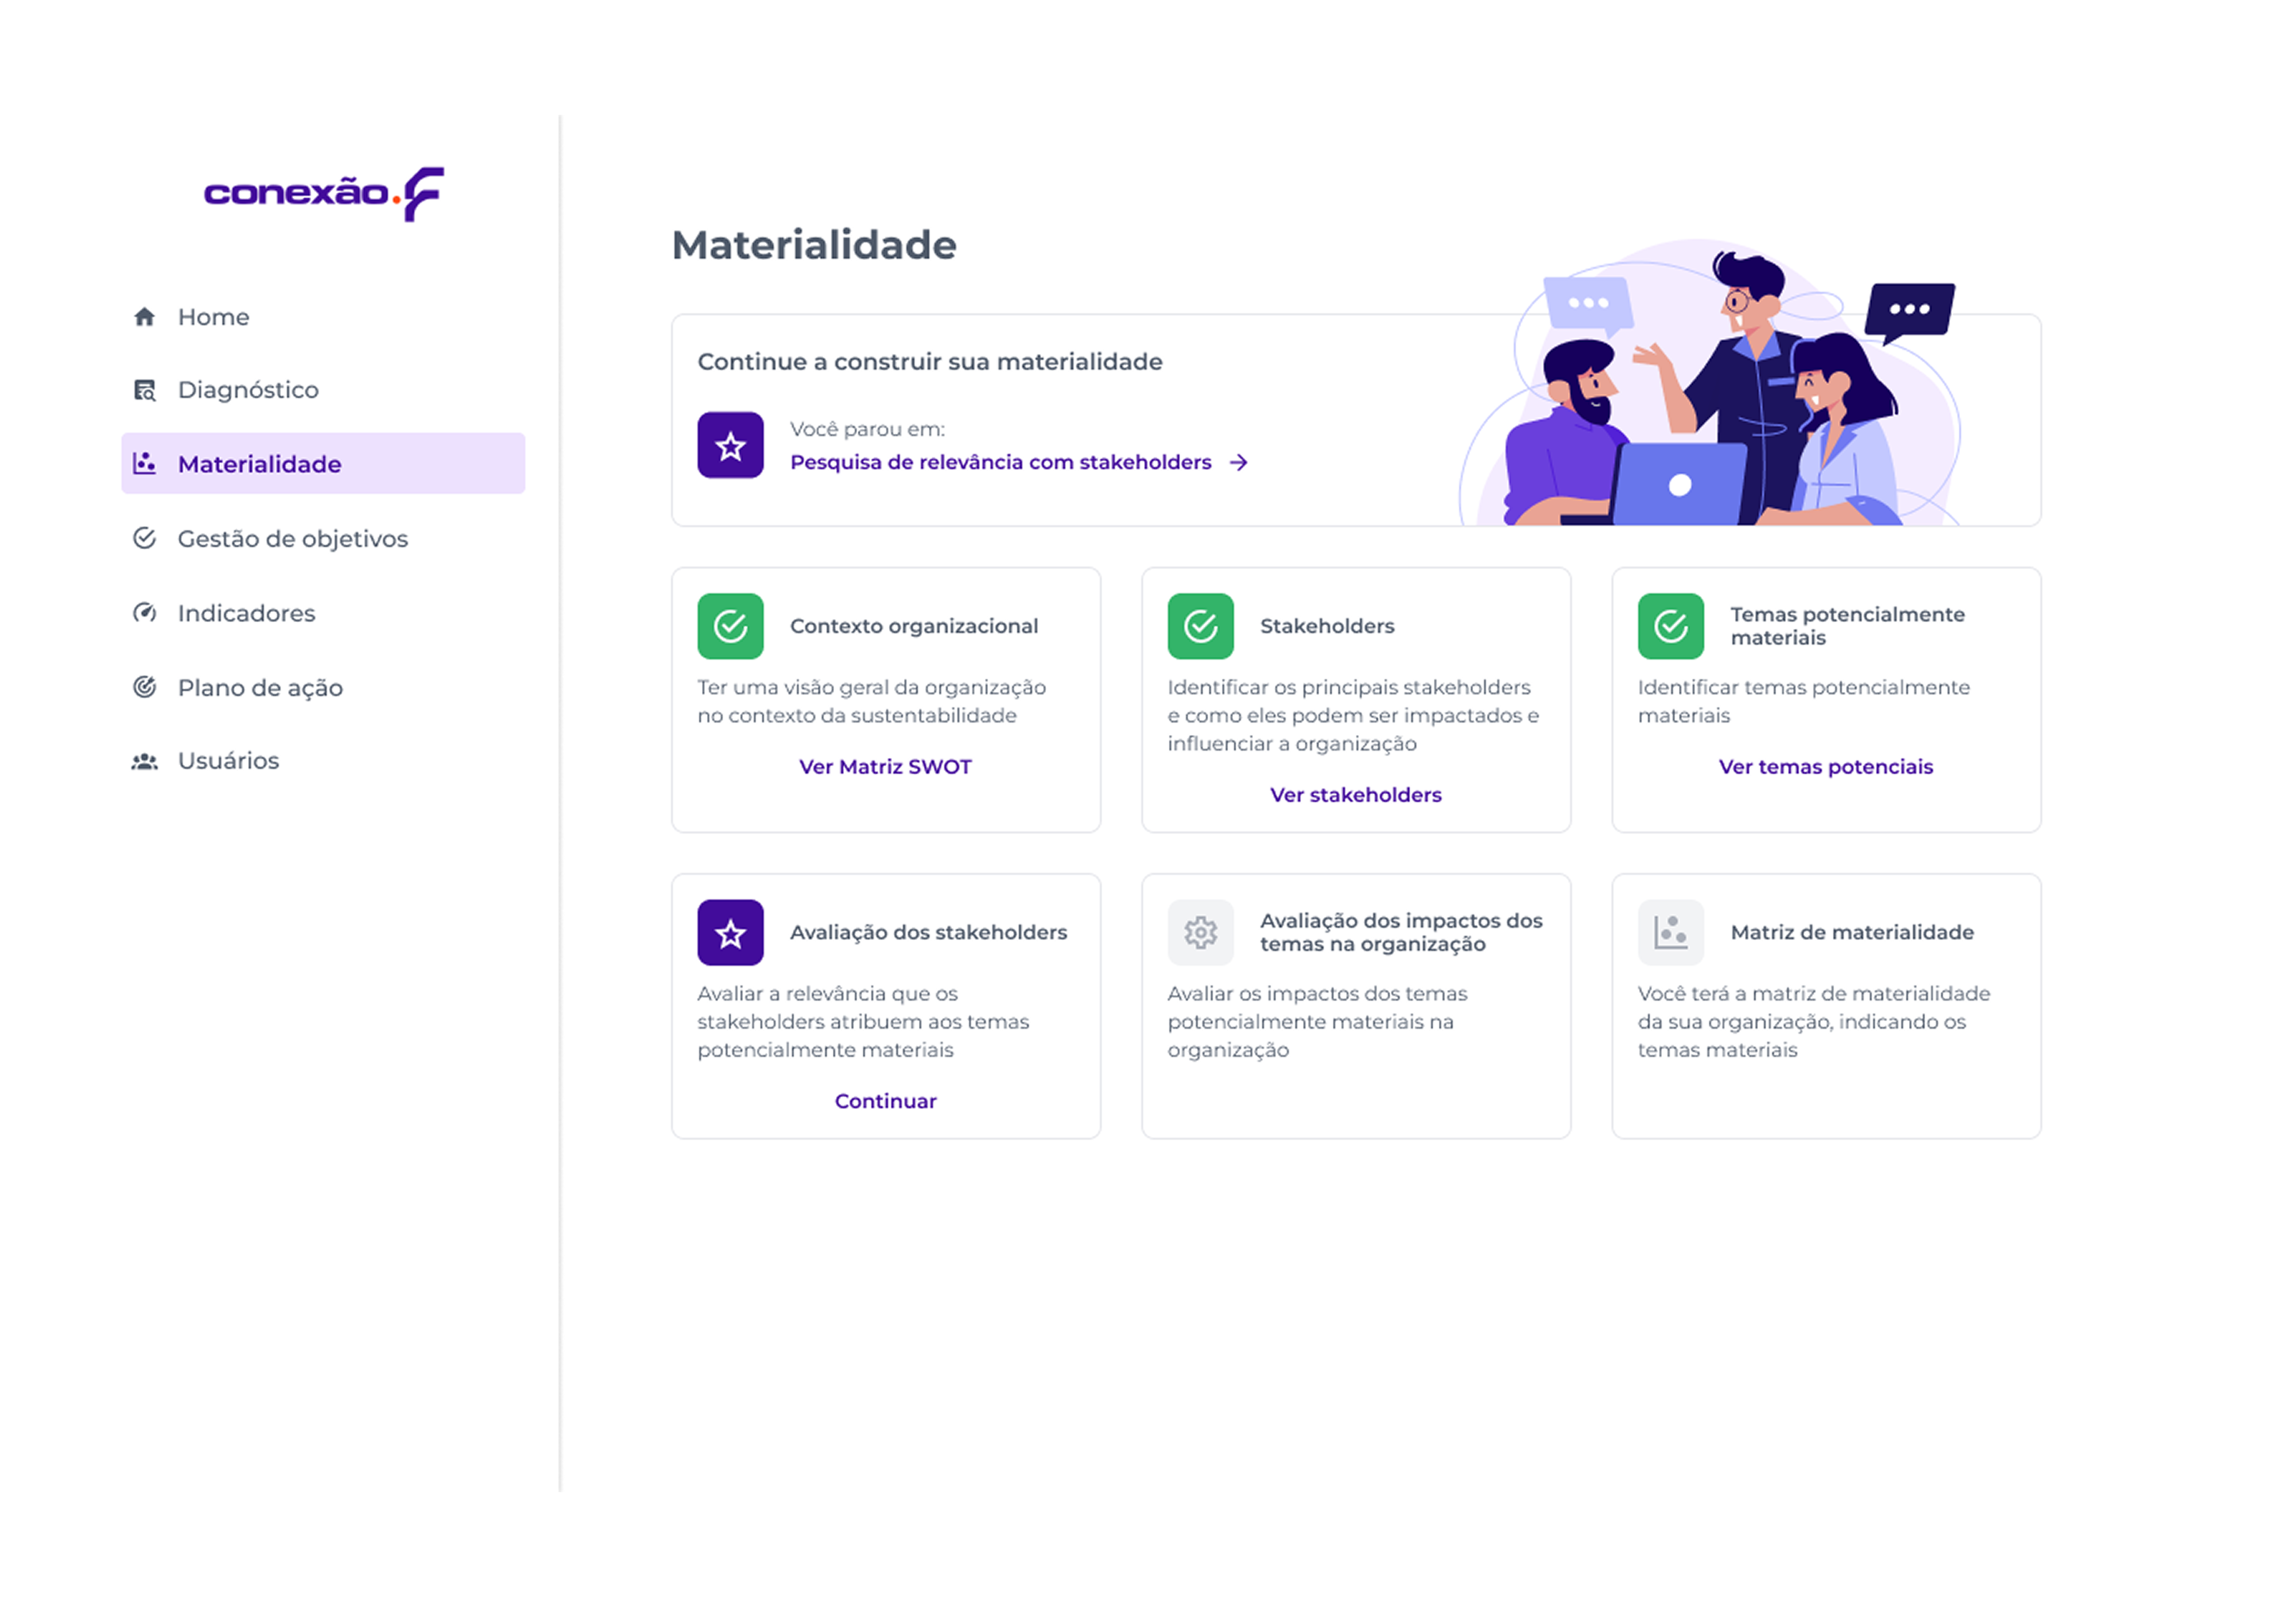 conexão.F
Home
Diagnóstico
Materialidade
Gestão de objetivos
Indicadores
Plano de ação
Usuários
Materialidade
Continue a construir sua materialidade
Você parou em:
Pesquisa de relevância com stakeholders →
Contexto organizacional
Ter uma visão geral da organização
no contexto da sustentabilidade
Ver Matriz SWOT
Stakeholders
Identificar os principais stakeholders
e como eles podem ser impactados e
influenciar a organização
Ver stakeholders
Temas potencialmente
materiais
Identificar temas potencialmente
materiais
Ver temas potenciais
Avaliação dos stakeholders
Avaliar a relevância que os
stakeholders atribuem aos temas
potencialmente materiais
Continuar
Avaliação dos impactos dos
temas na organização
Avaliar os impactos dos temas
potencialmente materiais na
organização
Matriz de materialidade
Você terá a matriz de materialidade
da sua organização, indicando os
temas materiais